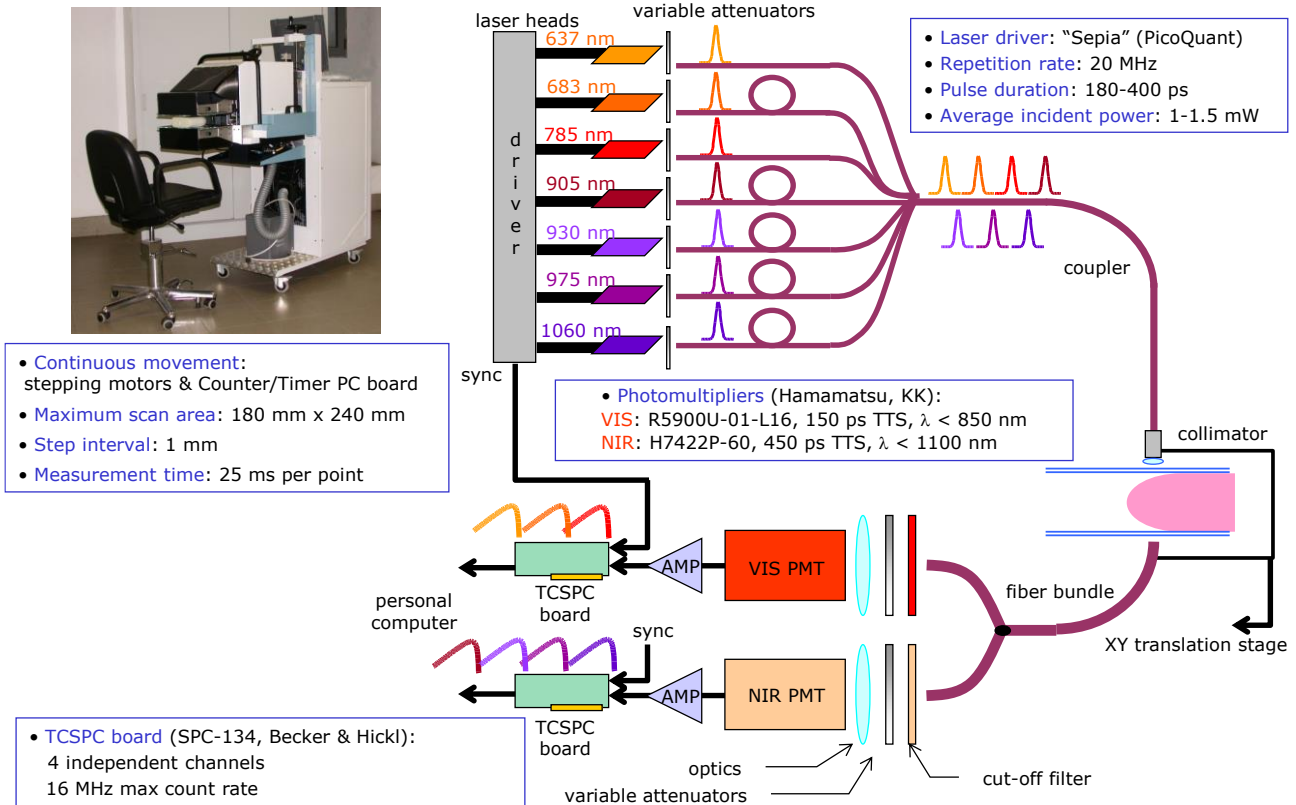 laser heads
variable attenuators
637 nm
683 nm
785 nm
905 nm
930 nm
975 nm
1060 nm
driver
• Laser driver: “Sepia” (PicoQuant)
• Repetition rate: 20 MHz
• Pulse duration: 180-400 ps
• Average incident power: 1-1.5 mW
coupler
• Continuous movement:
stepping motors & Counter/Timer PC board
• Maximum scan area: 180 mm x 240 mm
• Step interval: 1 mm
• Measurement time: 25 ms per point
sync
• Photomultipliers (Hamamatsu, KK):
VIS: R5900U-01-L16, 150 ps TTS, λ < 850 nm
NIR: H7422P-60, 450 ps TTS, λ < 1100 nm
collimator
AMP
VIS PMT
TCSPC
board
fiber bundle
personal
computer
sync
XY translation stage
AMP
NIR PMT
TCSPC
board
• TCSPC board (SPC-134, Becker & Hickl):
4 independent channels
16 MHz max count rate
optics
variable attenuators
cut-off filter